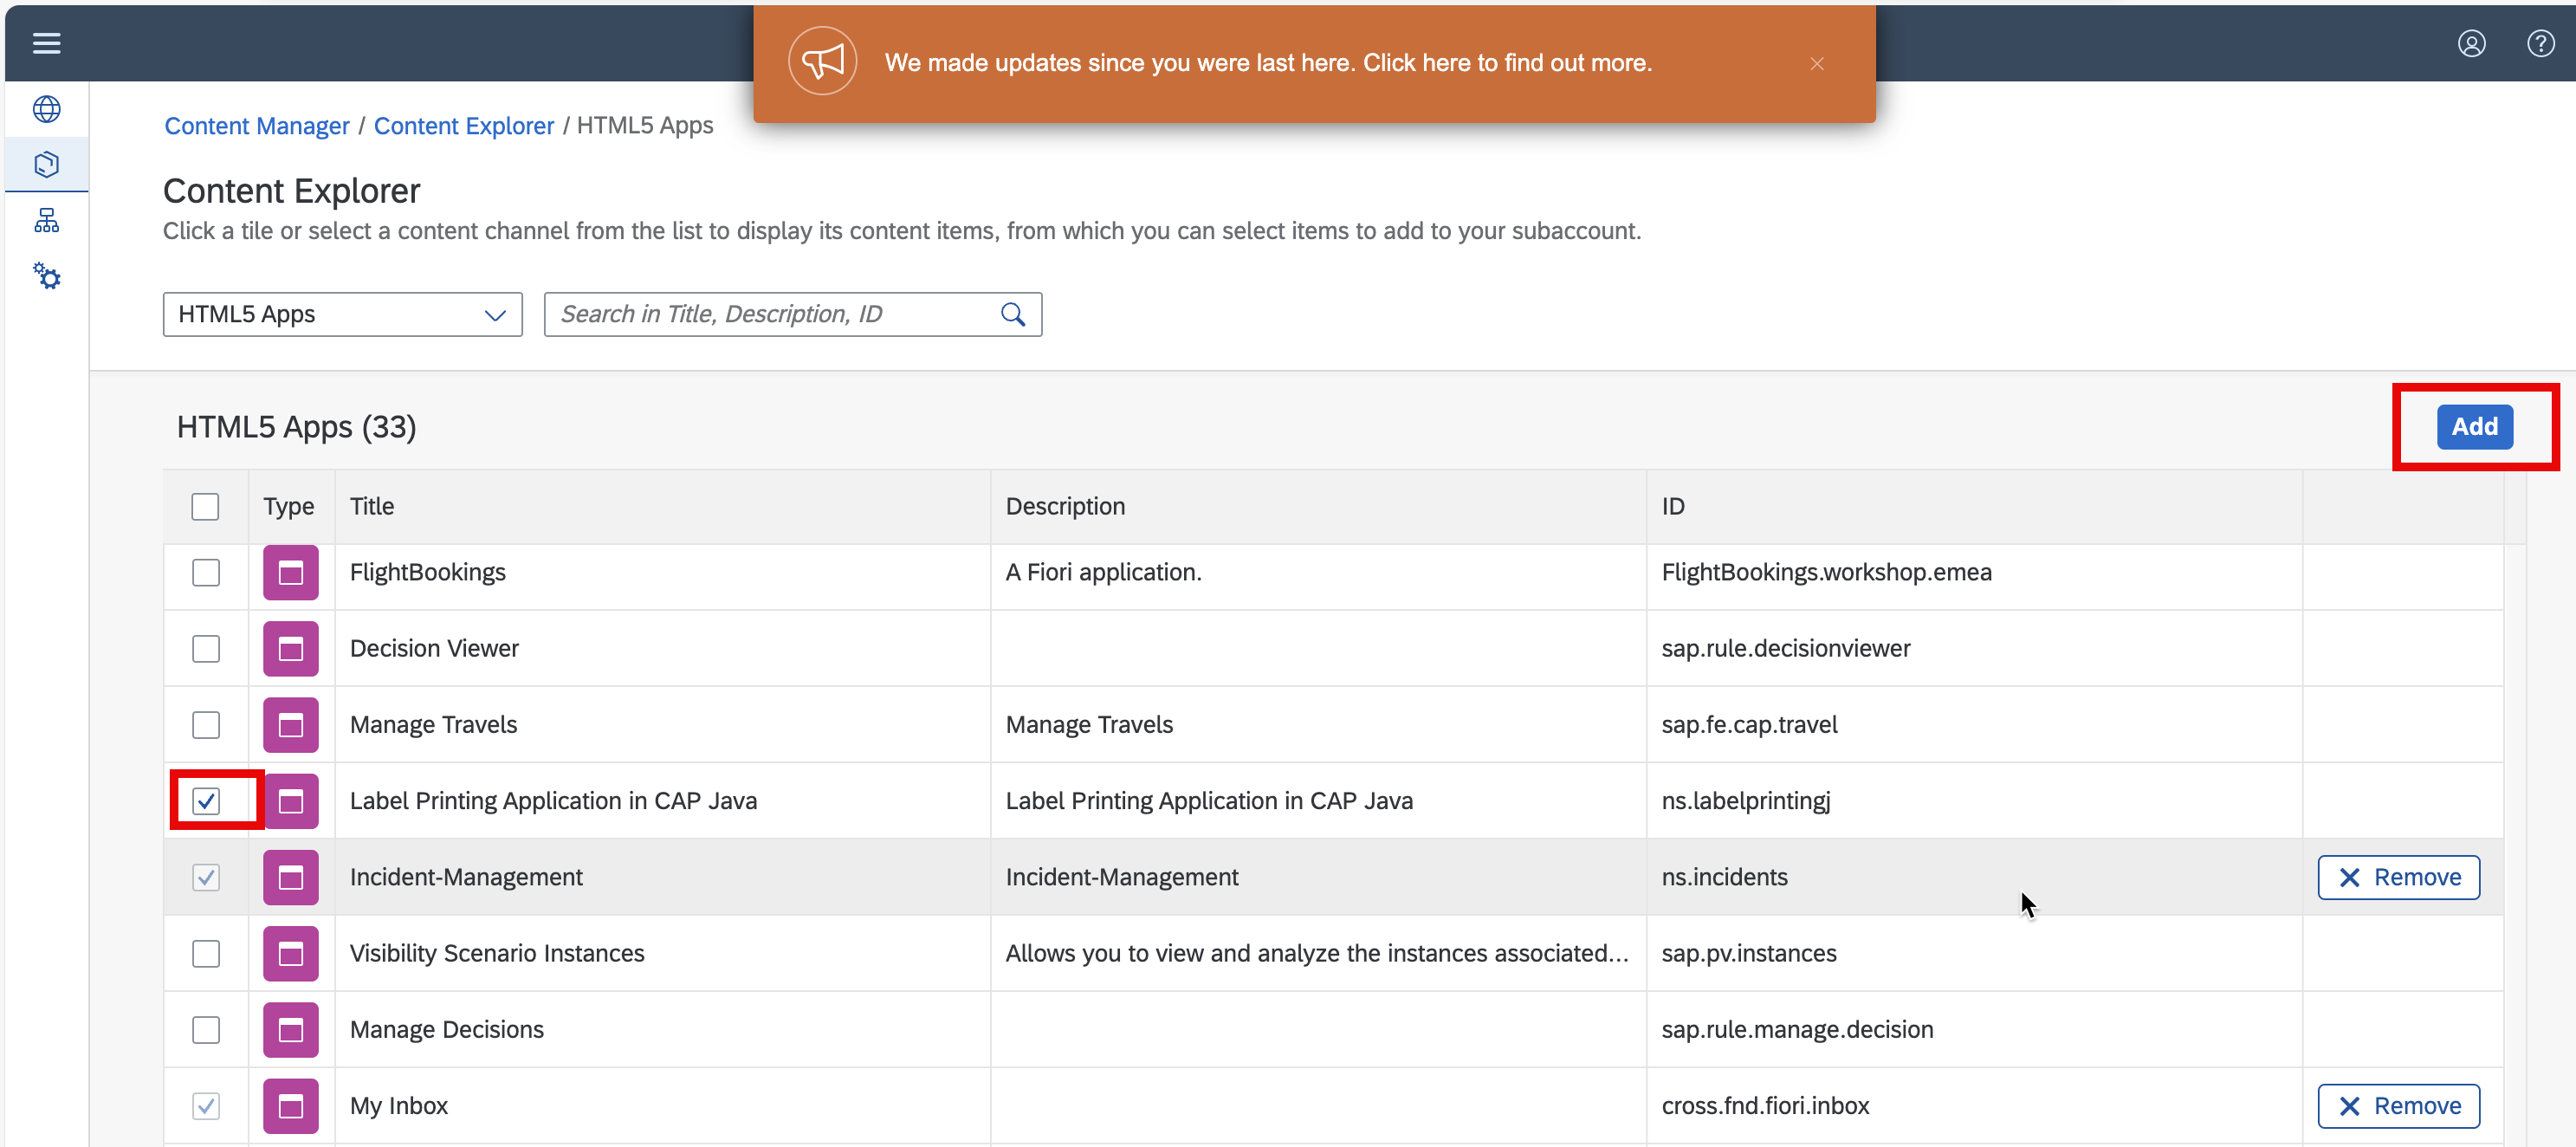 We made updates since you were last here. Click here to find out more.
Content Manager / Content Explorer / HTML5 Apps
Content Explorer
Click a tile or select a content channel from the list to display its content items, from which you can select items to add to your subaccount.
HTML5 Apps
Search in Title, Description, ID
HTML5 Apps (33)
Add
Type Title Description ID
FlightBookings A Fiori application. FlightBookings.workshop.emea
Decision Viewer sap.rule.decisionviewer
Manage Travels Manage Travels sap.fe.cap.travel
Label Printing Application in CAP Java Label Printing Application in CAP Java ns.labelprintingj
Incident-Management Incident-Management ns.incidents Remove
Visibility Scenario Instances Allows you to view and analyze the instances associated... sap.pv.instances
Manage Decisions sap.rule.manage.decision
My Inbox cross.fnd.fiori.inbox Remove